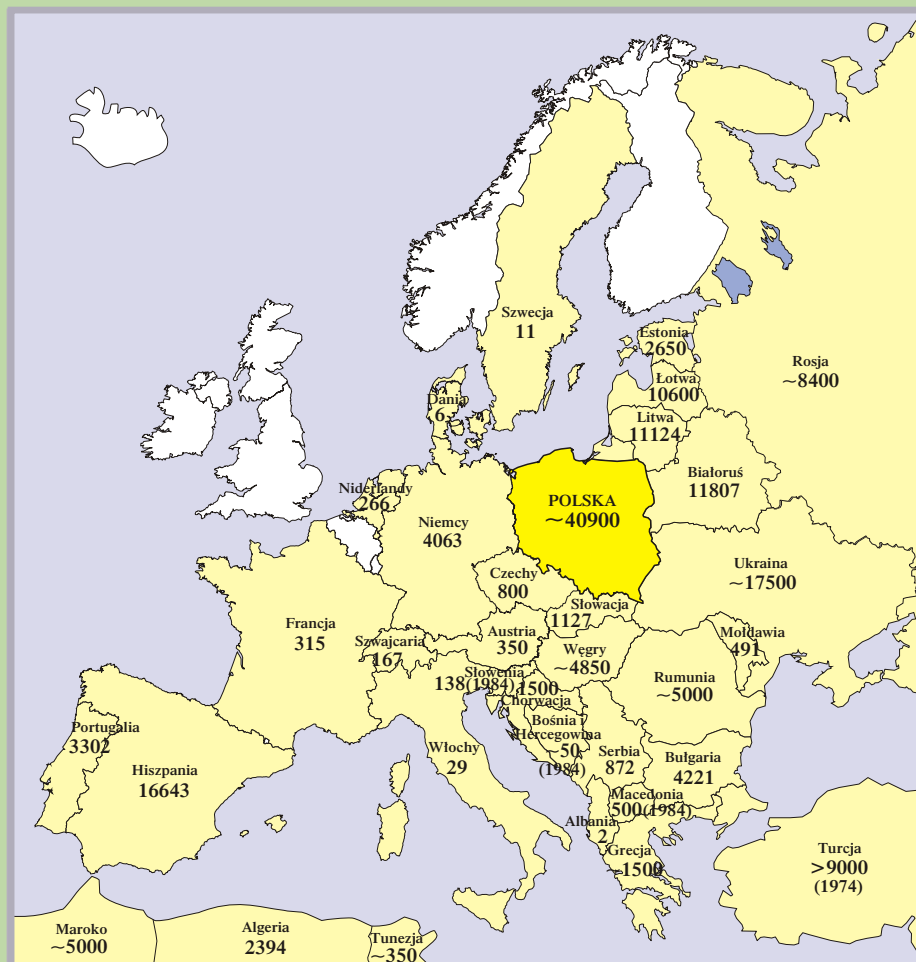 Szwecja
11
Estonia
2650
Łotwa
10600
Litwa
11124
Rosja
~8400
Dania
6
Białoruś
11807
Niderlandy
266
Niemcy
4063
POLSKA
~40900
Ukraina
~17500
Czechy
800
Słowacja
1127
Francja
315
Szwajcaria
167
Austria
350
Węgry
~4850
Mołdawia
491
Rumunia
~5000
Słowenia
138(1984)
1500
Chorwacja
Bośnia i
Hercegowina
~50
(1984)
Portugalia
3302
Hiszpania
16643
Włochy
29
Serbia
872
Bułgaria
4221
Macedonia
500(1984)
Albania
2
Grecja
~1500
Turcja
>9000
(1974)
Maroko
~5000
Algeria
2394
Tunezja
~350